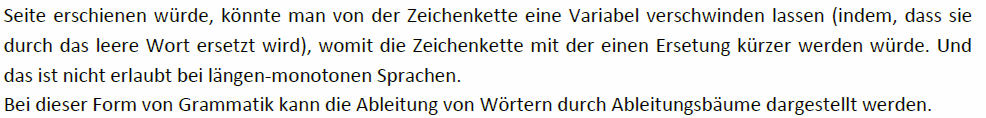 Seite erschienen würde, könnte man von der Zeichenkette eine Variabel verschwinden lassen (indem, dass sie
durch das leere Wort ersetzt wird), womit die Zeichenkette mit der einen Ersetung kürzer werden würde. Und
das ist nicht erlaubt bei längen-monotonen Sprachen.
Bei dieser Form von Grammatik kann die Ableitung von Wörtern durch Ableitungsbäume dargestellt werden.